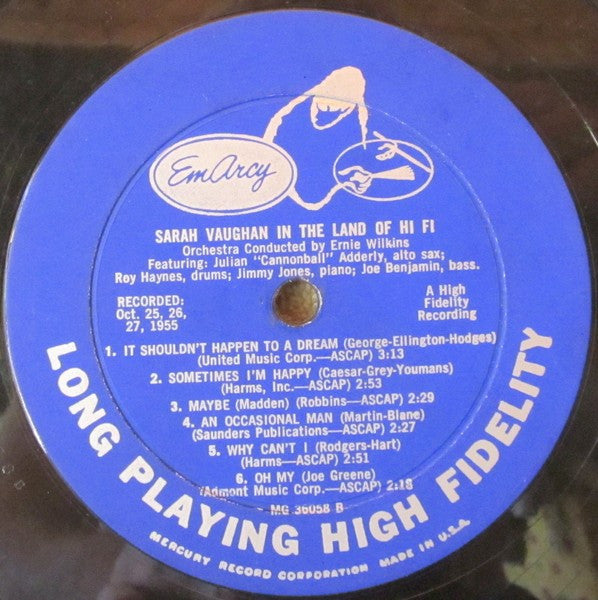 EmArcy
SARAH VAUGHAN IN THE LAND OF HI FI
Orchestra Conducted by Ernie Wilkins
Featuring: Julian "Cannonball" Adderly, alto sax;
Roy Haynes, drums; Jimmy Jones, piano; Joe Benjamin, bass.
RECORDED:
Oct. 25, 26,
27, 1955
A High
Fidelity
Recording
1. IT SHOULDN'T HAPPEN TO A DREAM (George-Ellington-Hodges)
(United Music Corp.—ASCAP) 3:13
2. SOMETIMES I'M HAPPY (Caesar-Grey-Youmans)
(Harms, Inc.—ASCAP) 2:53
3. MAYBE (Madden) (Robbins—ASCAP) 2:29
4. AN OCCASIONAL MAN (Martin-Blane)
(Saunders Publications—ASCAP) 2:27
5. WHY CAN'T I (Rodgers-Hart)
(Harms—ASCAP) 2:51
6. OH MY (Joe Greene)
(Admont Music Corp.—ASCAP) 2:18
MG 36058 B
LONG PLAYING HIGH FIDELITY
MERCURY RECORD CORPORATION MADE IN U.S.A.